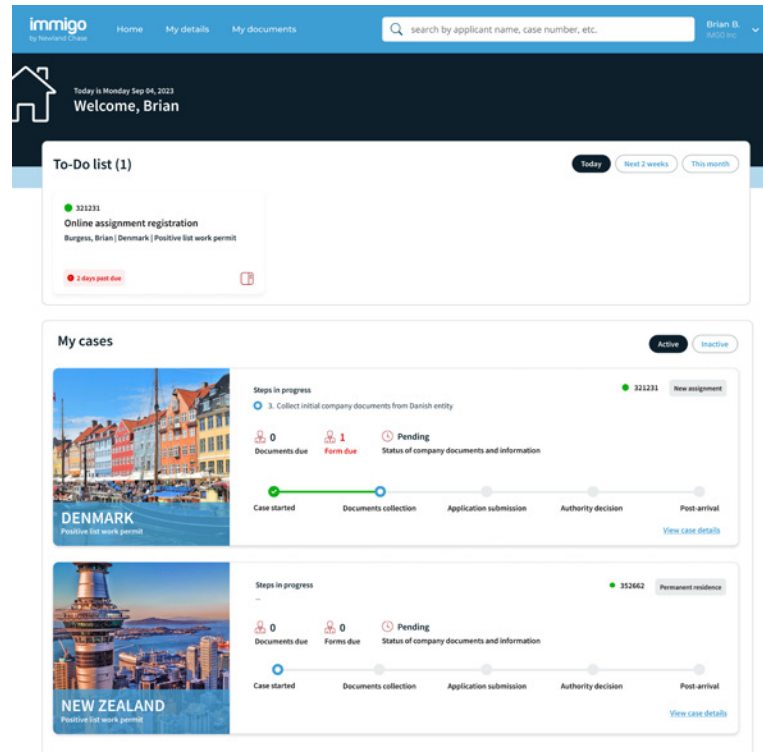 immigo
by Newland Chase
Home
My details
My documents
search by applicant name, case number, etc.
Brian B.
IMGO Inc
Today is Monday Sep 04, 2023
Welcome, Brian
To-Do list (1)
Today
Next 2 weeks
This month
321231
Online assignment registration
Burgess, Brian | Denmark | Positive list work permit
2 days past due
My cases
Active
Inactive
Steps in progress
321231
New assignment
3. Collect initial company documents from Danish entity
0
1
Pending
Documents due
Form due
Status of company documents and information
Case started
Documents collection
Application submission
Authority decision
Post-arrival
DENMARK
Positive list work permit
View case details
Steps in progress
352662
Permanent residence
--
0
0
Pending
Documents due
Forms due
Status of company documents and information
Case started
Documents collection
Application submission
Authority decision
Post-arrival
NEW ZEALAND
Positive list work permit
View case details